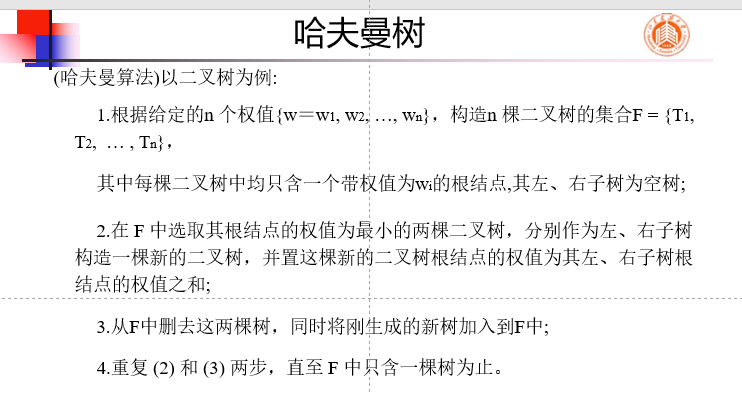 哈夫曼树
(哈夫曼算法)以二叉树为例:
1.根据给定的n 个权值{w＝w1, w2, …, wn}，构造n 棵二叉树的集合F = {T1,
T2, … , Tn}，
其中每棵二叉树中均只含一个带权值为wi的根结点,其左、右子树为空树;
2.在 F 中选取其根结点的权值为最小的两棵二叉树，分别作为左、右子树
构造一棵新的二叉树，并置这棵新的二叉树根结点的权值为其左、右子树根
结点的权值之和;
3.从F中删去这两棵树，同时将刚生成的新树加入到F中;
4.重复 (2) 和 (3) 两步，直至 F 中只含一棵树为止。